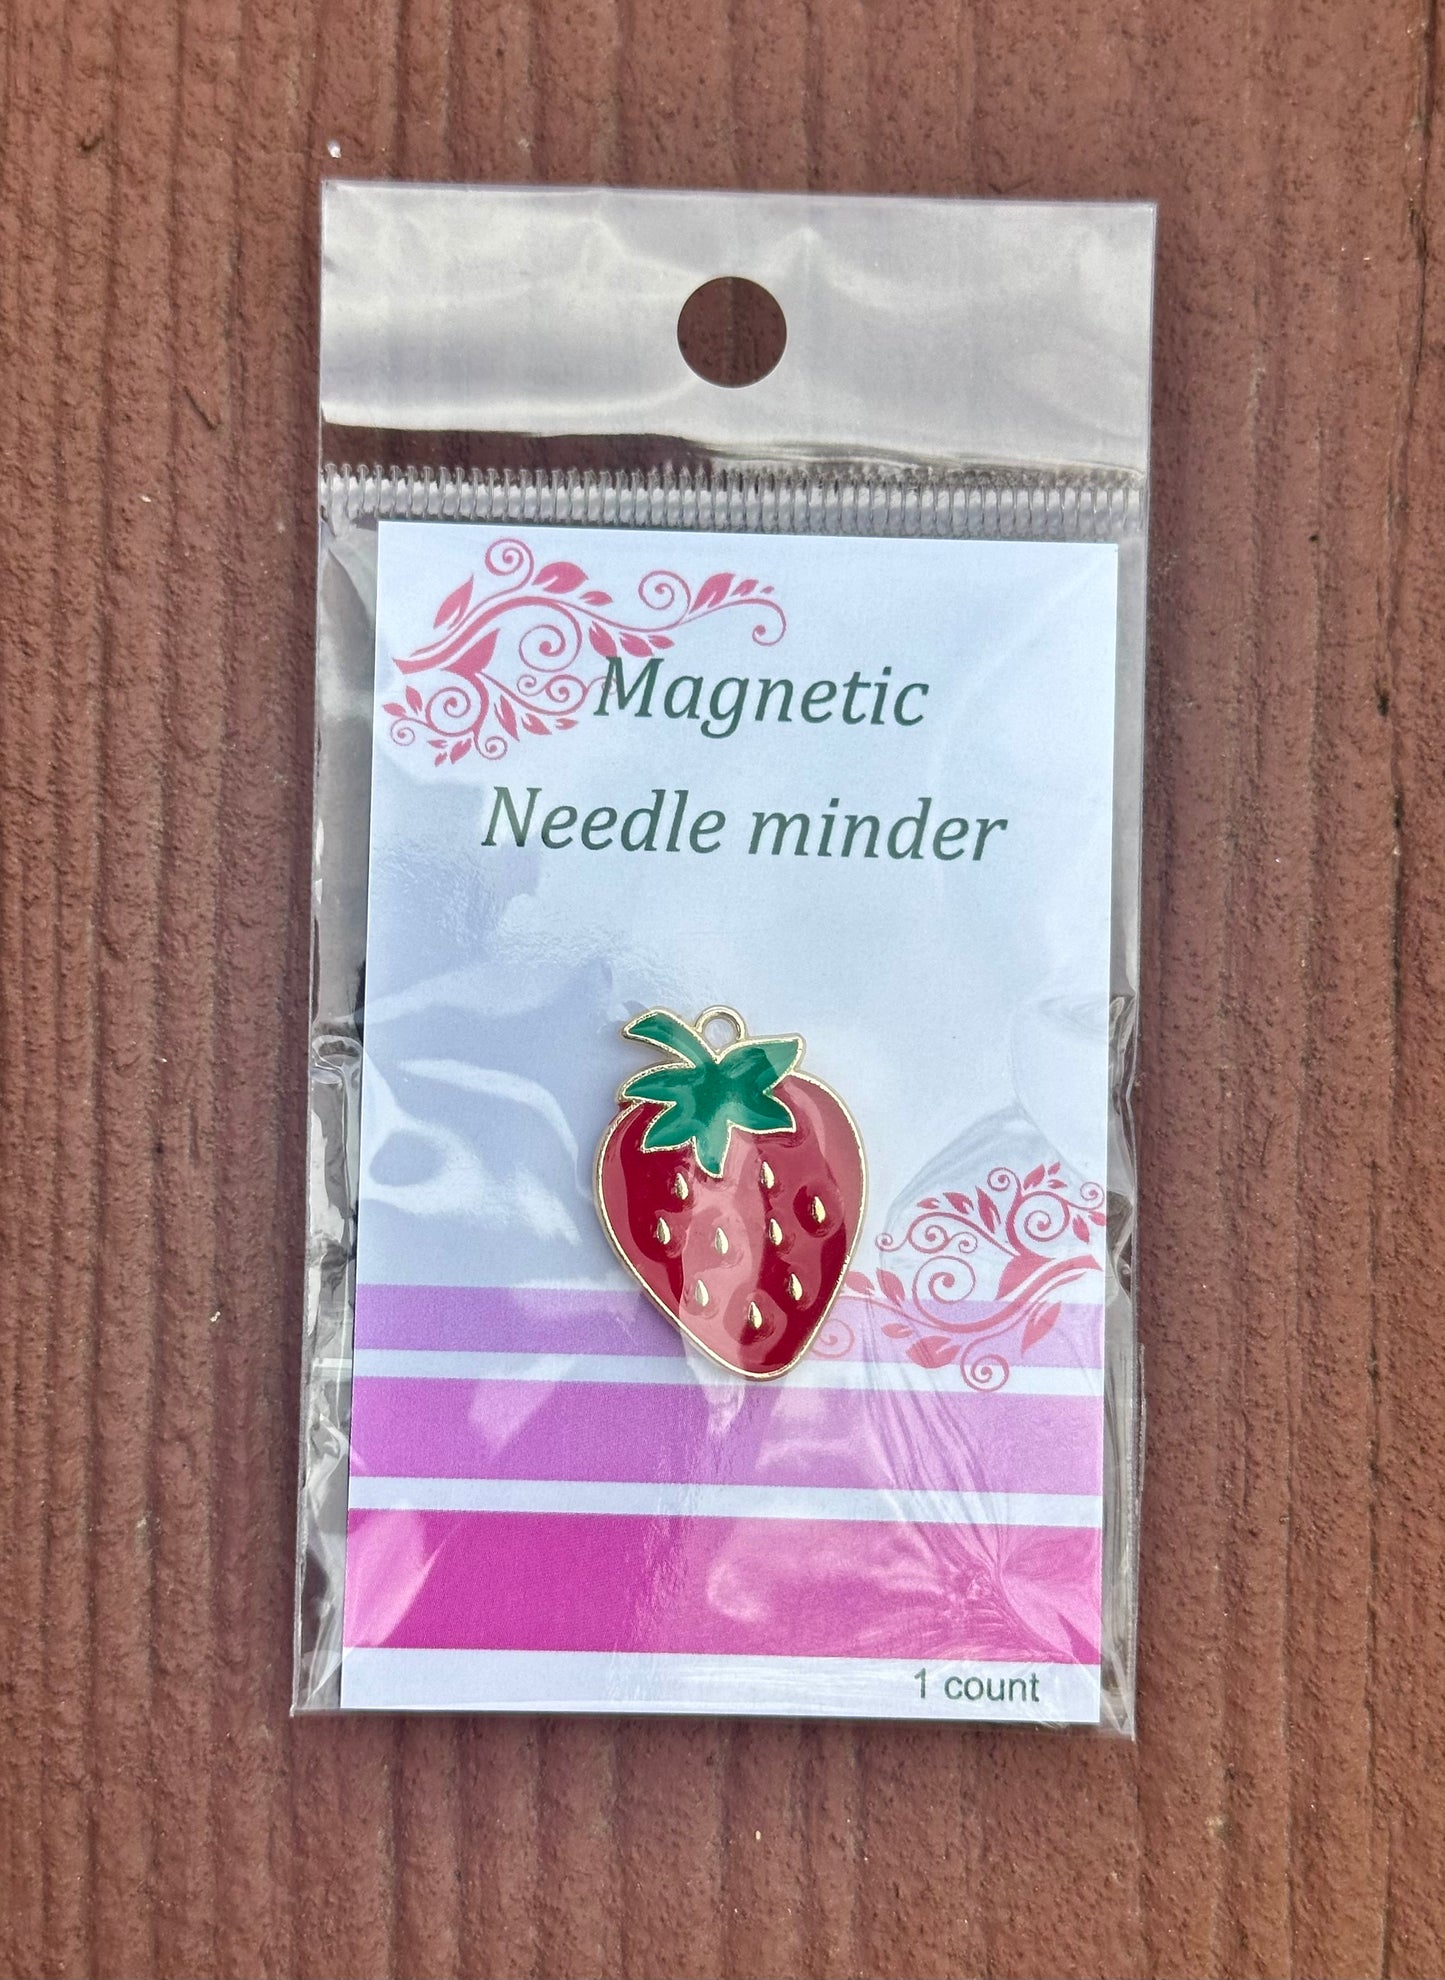 Magnetic
Needle minder
1 count